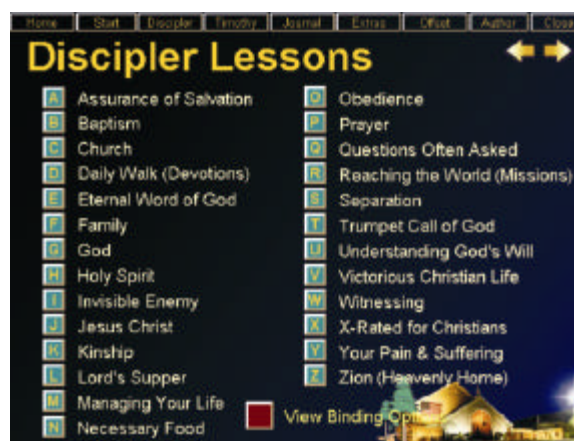 Home Start Discipler Timothy Journal Extras Offset Author Close
Discipler Lessons
A Assurance of Salvation
B Baptism
C Church
D Daily Walk (Devotions)
E Eternal Word of God
F Family
G God
H Holy Spirit
I Invisible Enemy
J Jesus Christ
K Kinship
L Lord's Supper
M Managing Your Life
N Necessary Food
O Obedience
P Prayer
Q Questions Often Asked
R Reaching the World (Missions)
S Separation
T Trumpet Call of God
U Understanding God's Will
V Victorious Christian Life
W Witnessing
X X-Rated for Christians
Y Your Pain & Suffering
Z Zion (Heavenly Home)
View Binding